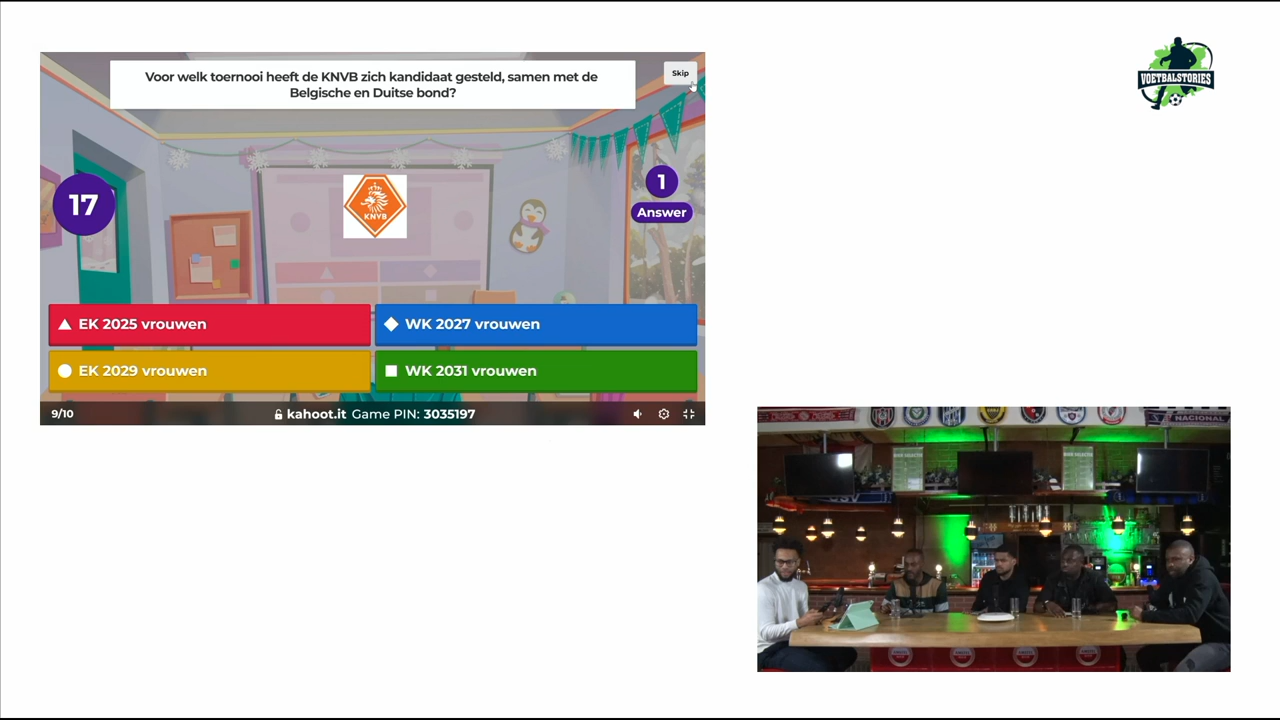 Voor welk toernooi heeft de KNVB zich kandidaat gesteld, samen met de
Belgische en Duitse bond?
Skip
VOETBALSTORIES
17
KNVB
1
Answer
EK 2025 vrouwen
WK 2027 vrouwen
EK 2029 vrouwen
WK 2031 vrouwen
9/10
kahoot.it Game PIN: 3035197
NACIONAL